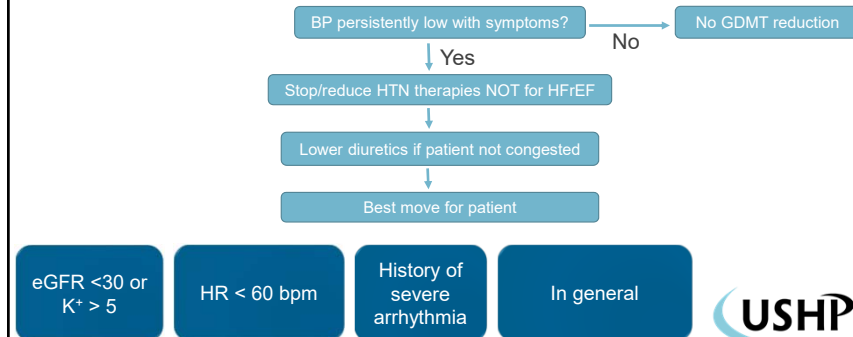 BP persistently low with symptoms?
No GDMT reduction
No
Yes
Stop/reduce HTN therapies NOT for HFrEF
Lower diuretics if patient not congested
Best move for patient
eGFR <30 or
K⁺ > 5
HR < 60 bpm
History of
severe
arrhythmia
In general
USHP